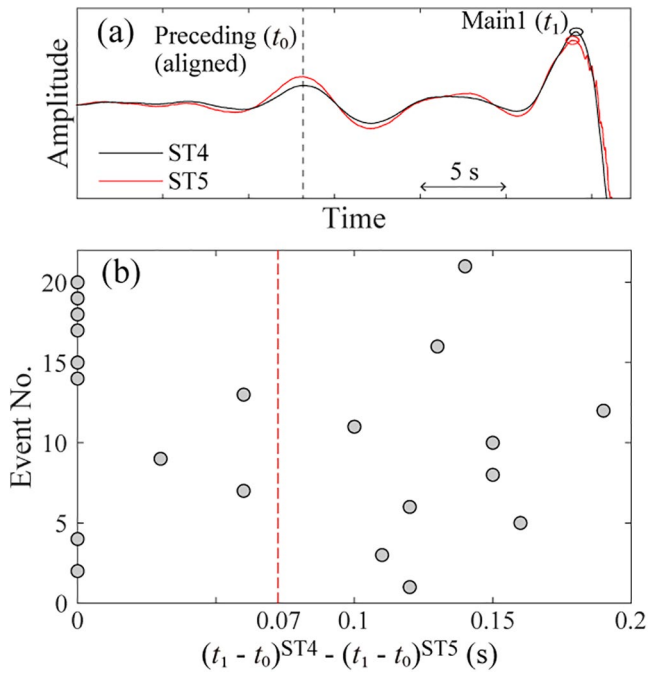 (a)
Preceding (t₀)
(aligned)
Main1 (t₁)
Amplitude
ST4
ST5
5 s
Time
(b)
20
15
10
5
0
Event No.
0
0.07
0.1
0.15
0.2
(t₁ - t₀)ST4 - (t₁ - t₀)ST5 (s)